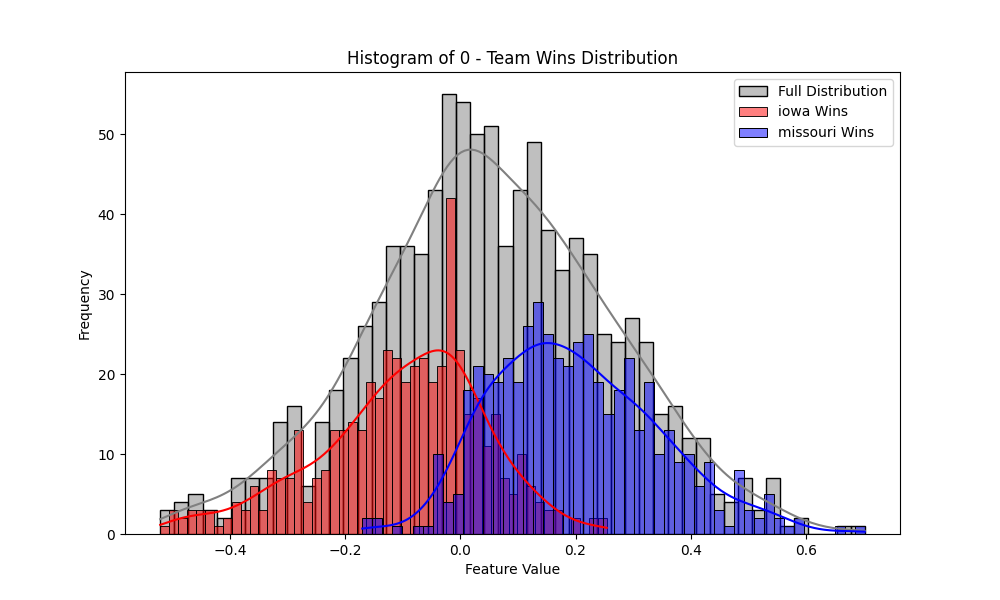 Histogram of 0 - Team Wins Distribution
Full Distribution
iowa Wins
missouri Wins
Frequency
50
40
30
20
10
0
−0.4 −0.2 0.0 0.2 0.4 0.6
Feature Value